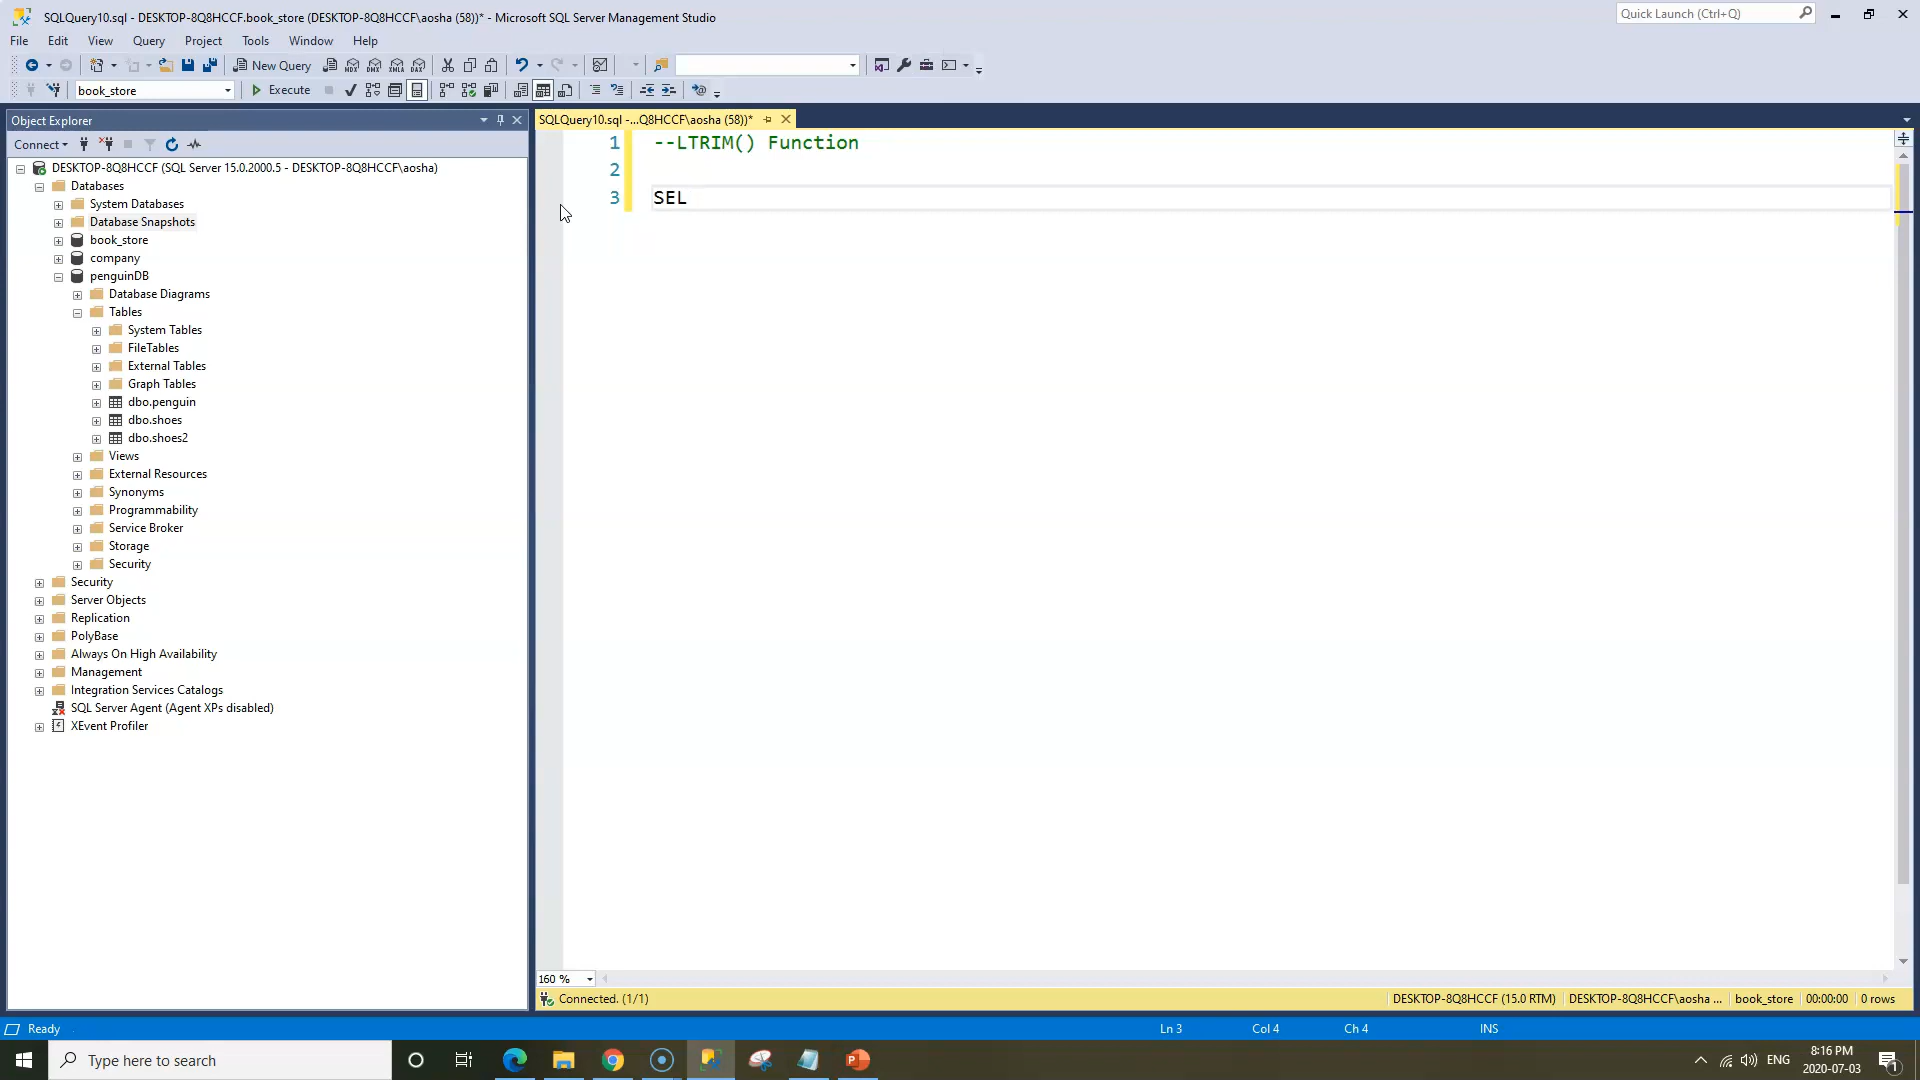 SQLQuery10.sql - DESKTOP-8Q8HCCF.book_store (DESKTOP-8Q8HCCF\aosha (58))* - Microsoft SQL Server Management Studio
Quick Launch (Ctrl+Q)
File Edit View Query Project Tools Window Help
New Query
book_store
Execute
Object Explorer
SQLQuery10.sql -...Q8HCCF\aosha (58))*
Connect
DESKTOP-8Q8HCCF (SQL Server 15.0.2000.5 - DESKTOP-8Q8HCCF\aosha)
Databases
System Databases
Database Snapshots
book_store
company
penguinDB
Database Diagrams
Tables
System Tables
FileTables
External Tables
Graph Tables
dbo.penguin
dbo.shoes
dbo.shoes2
Views
External Resources
Synonyms
Programmability
Service Broker
Storage
Security
Security
Server Objects
Replication
PolyBase
Always On High Availability
Management
Integration Services Catalogs
SQL Server Agent (Agent XPs disabled)
XEvent Profiler
1 --LTRIM() Function
2
3 SEL
160 %
Connected. (1/1)
DESKTOP-8Q8HCCF (15.0 RTM) DESKTOP-8Q8HCCF\aosha ... book_store 00:00:00 0 rows
Ready
Ln 3 Col 4 Ch 4 INS
Type here to search
ENG
8:16 PM
2020-07-03